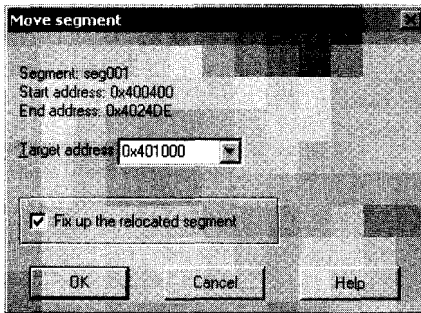 Move segment
Segment: seg001
Start address: 0x400400
End address: 0x4024DE
Target address 0x401000
Fix up the relocated segment
OK Cancel Help